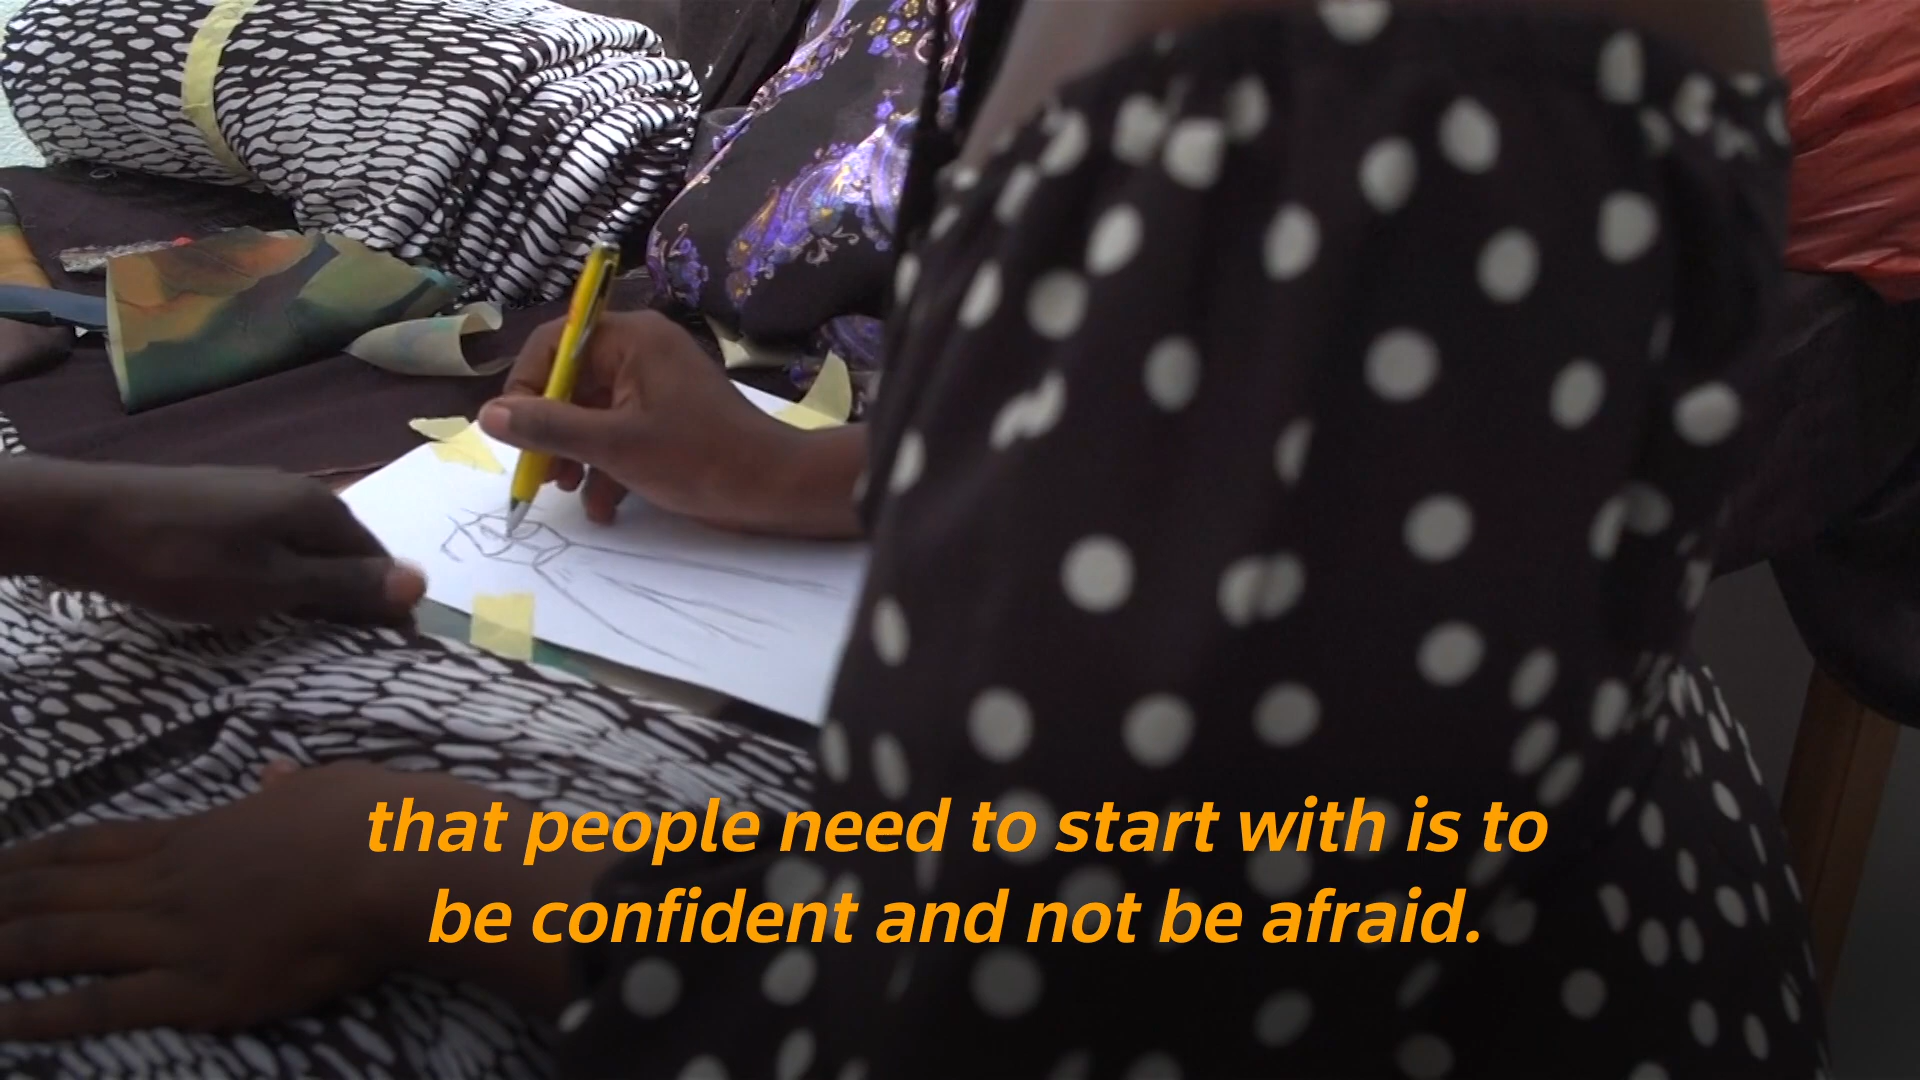 that people need to start with is to
be confident and not be afraid.